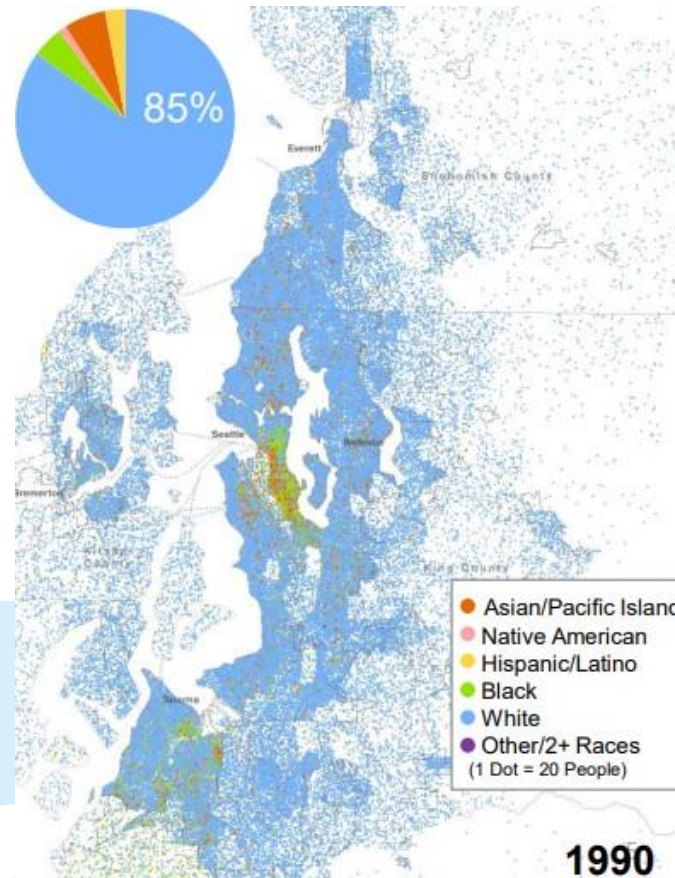 85%
Everett
Snohomish County
Seattle
Bellevue
Bremerton
Kitsap
County
King County
Tacoma
Asian/Pacific Island
Native American
Hispanic/Latino
Black
White
Other/2+ Races
(1 Dot = 20 People)
1990